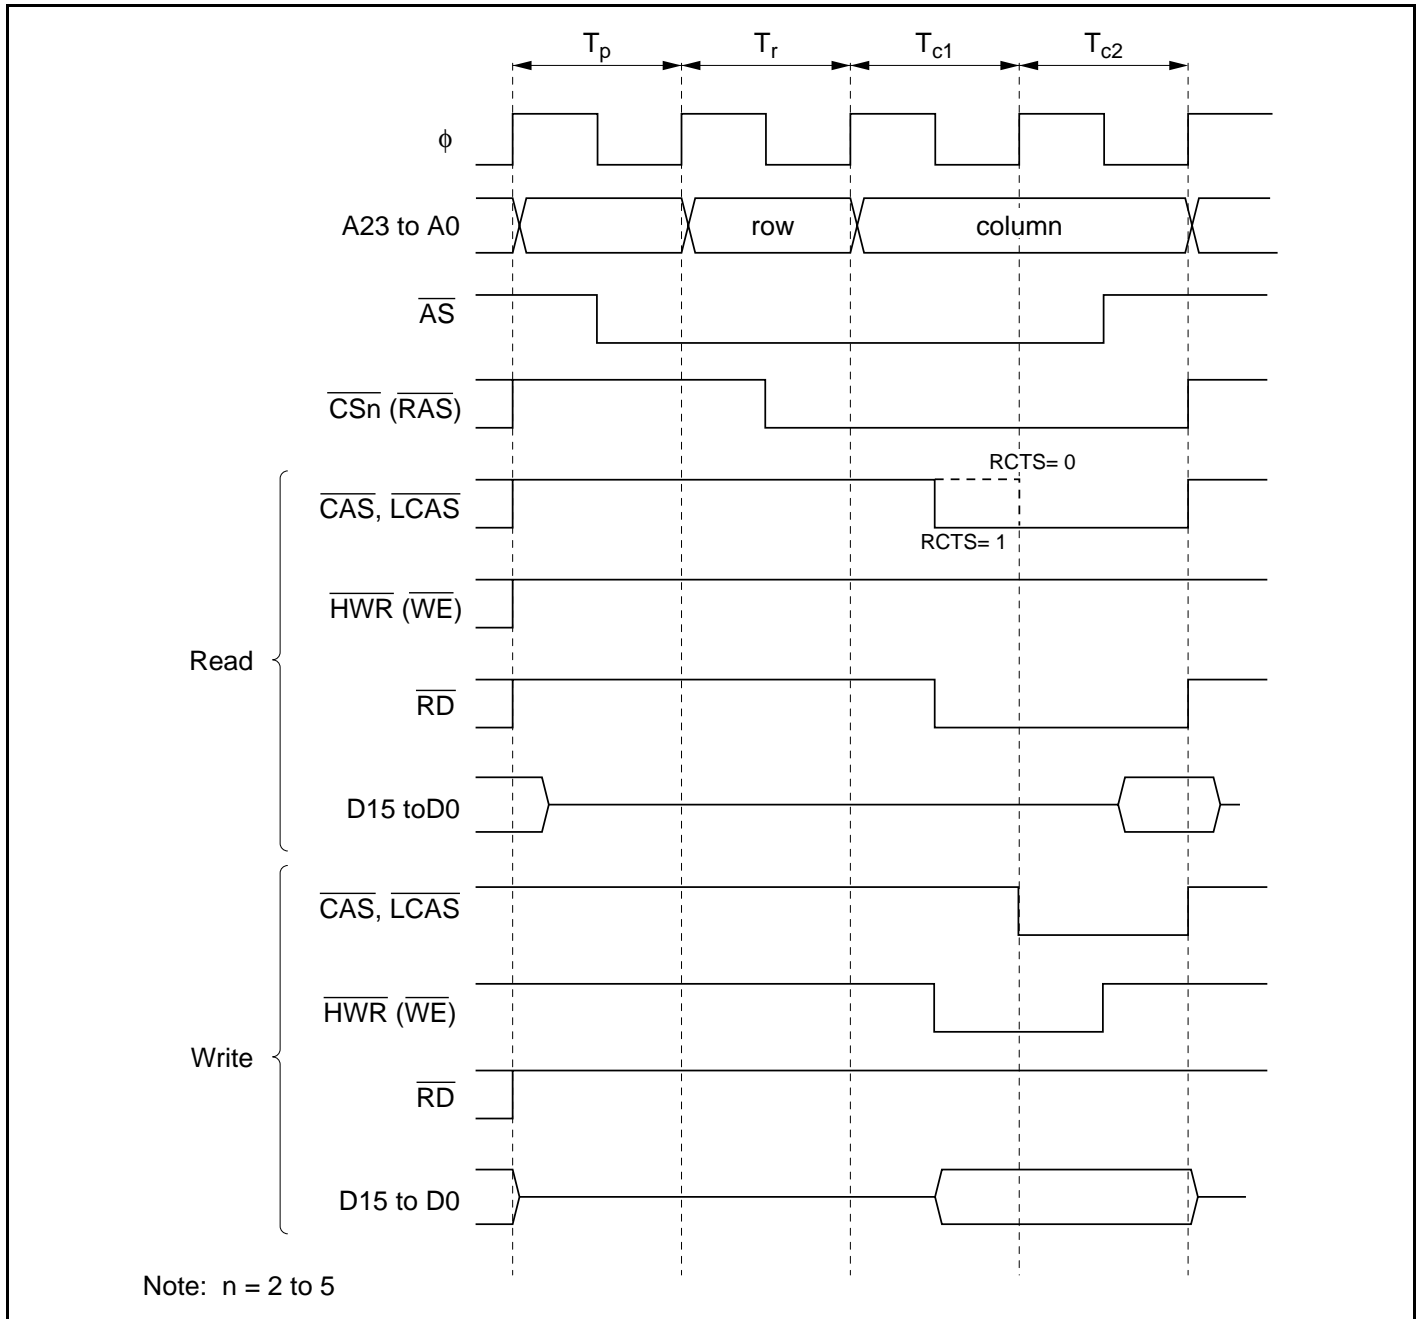 Tp Tr Tc1 Tc2
ϕ
A23 to A0 row column
AS
CSn (RAS)
RCTS= 0
CAS, LCAS
RCTS= 1
HWR (WE)
Read
RD
D15 toD0
CAS, LCAS
HWR (WE)
Write
RD
D15 to D0
Note: n = 2 to 5